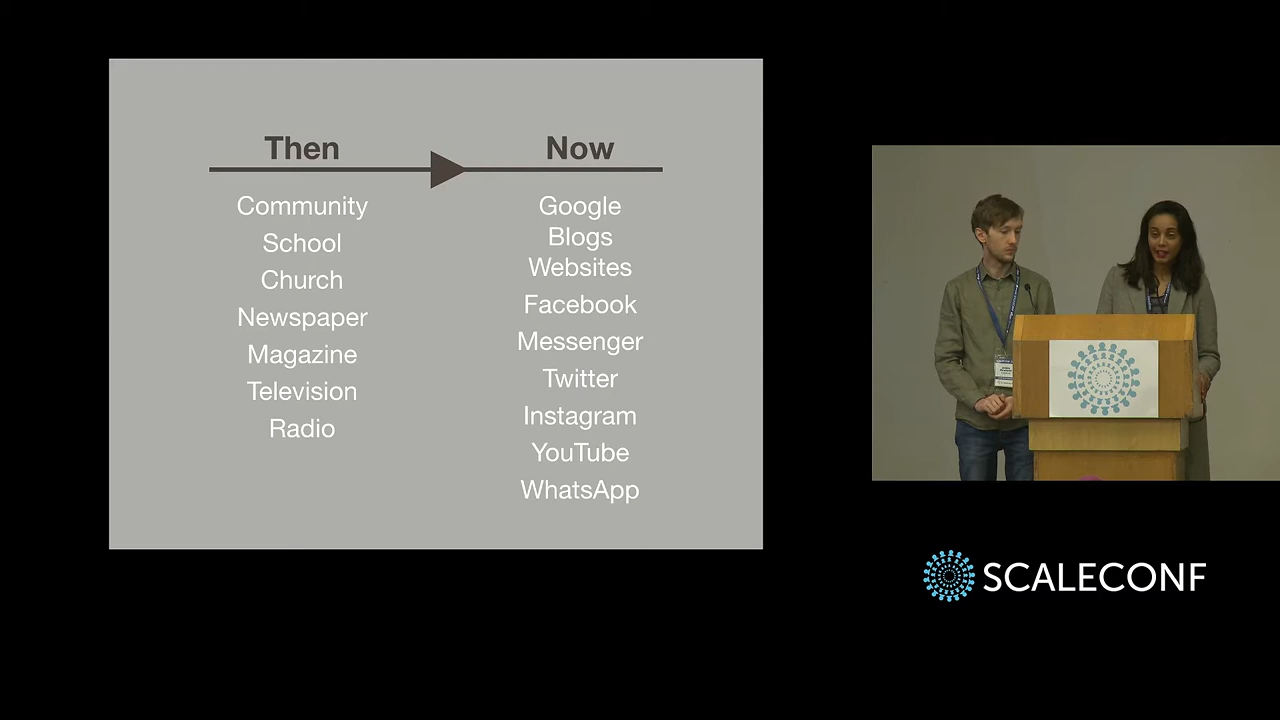 Then
Now
Community
School
Church
Newspaper
Magazine
Television
Radio
Google
Blogs
Websites
Facebook
Messenger
Twitter
Instagram
YouTube
WhatsApp
SCALECONF